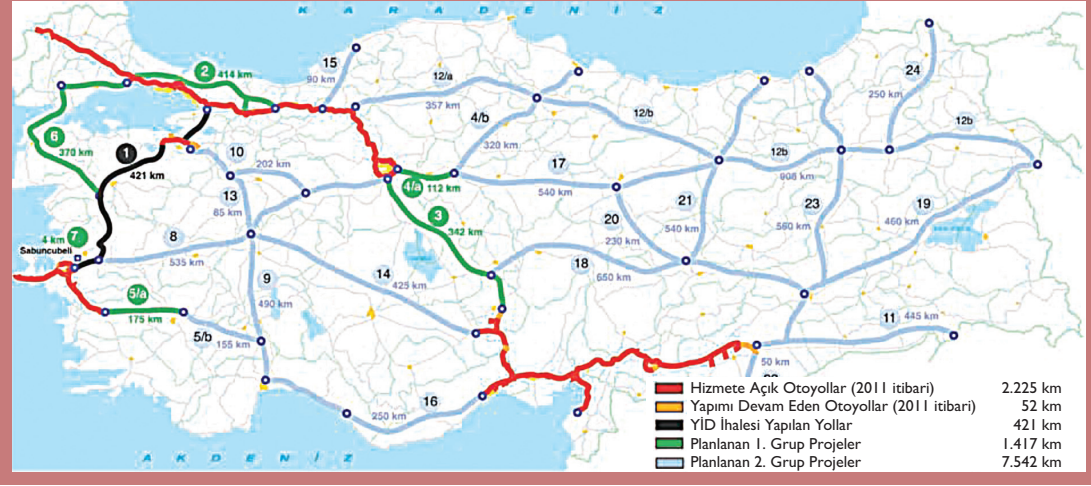 K A R A D E N İ Z
15
90 km
2 414 km
12/a
357 km
24
250 km
4/b
320 km
12/b
12b
12b
908 km
6
370 km
1
421 km
10
202 km
17
540 km
4/a 112 km
13
85 km
3
342 km
20
230 km
21
540 km
23
560 km
19
460 km
7
4 km
Sabuncubeli
8
535 km
9
490 km
14
425 km
18
650 km
5/a
175 km
5/b 155 km
11 445 km
50 km
16
250 km
A K D E N İ Z
Hizmete Açık Otoyollar (2011 itibari) 2.225 km
Yapımı Devam Eden Otoyollar (2011 itibari) 52 km
YİD İhalesi Yapılan Yollar 421 km
Planlanan 1. Grup Projeler 1.417 km
Planlanan 2. Grup Projeler 7.542 km